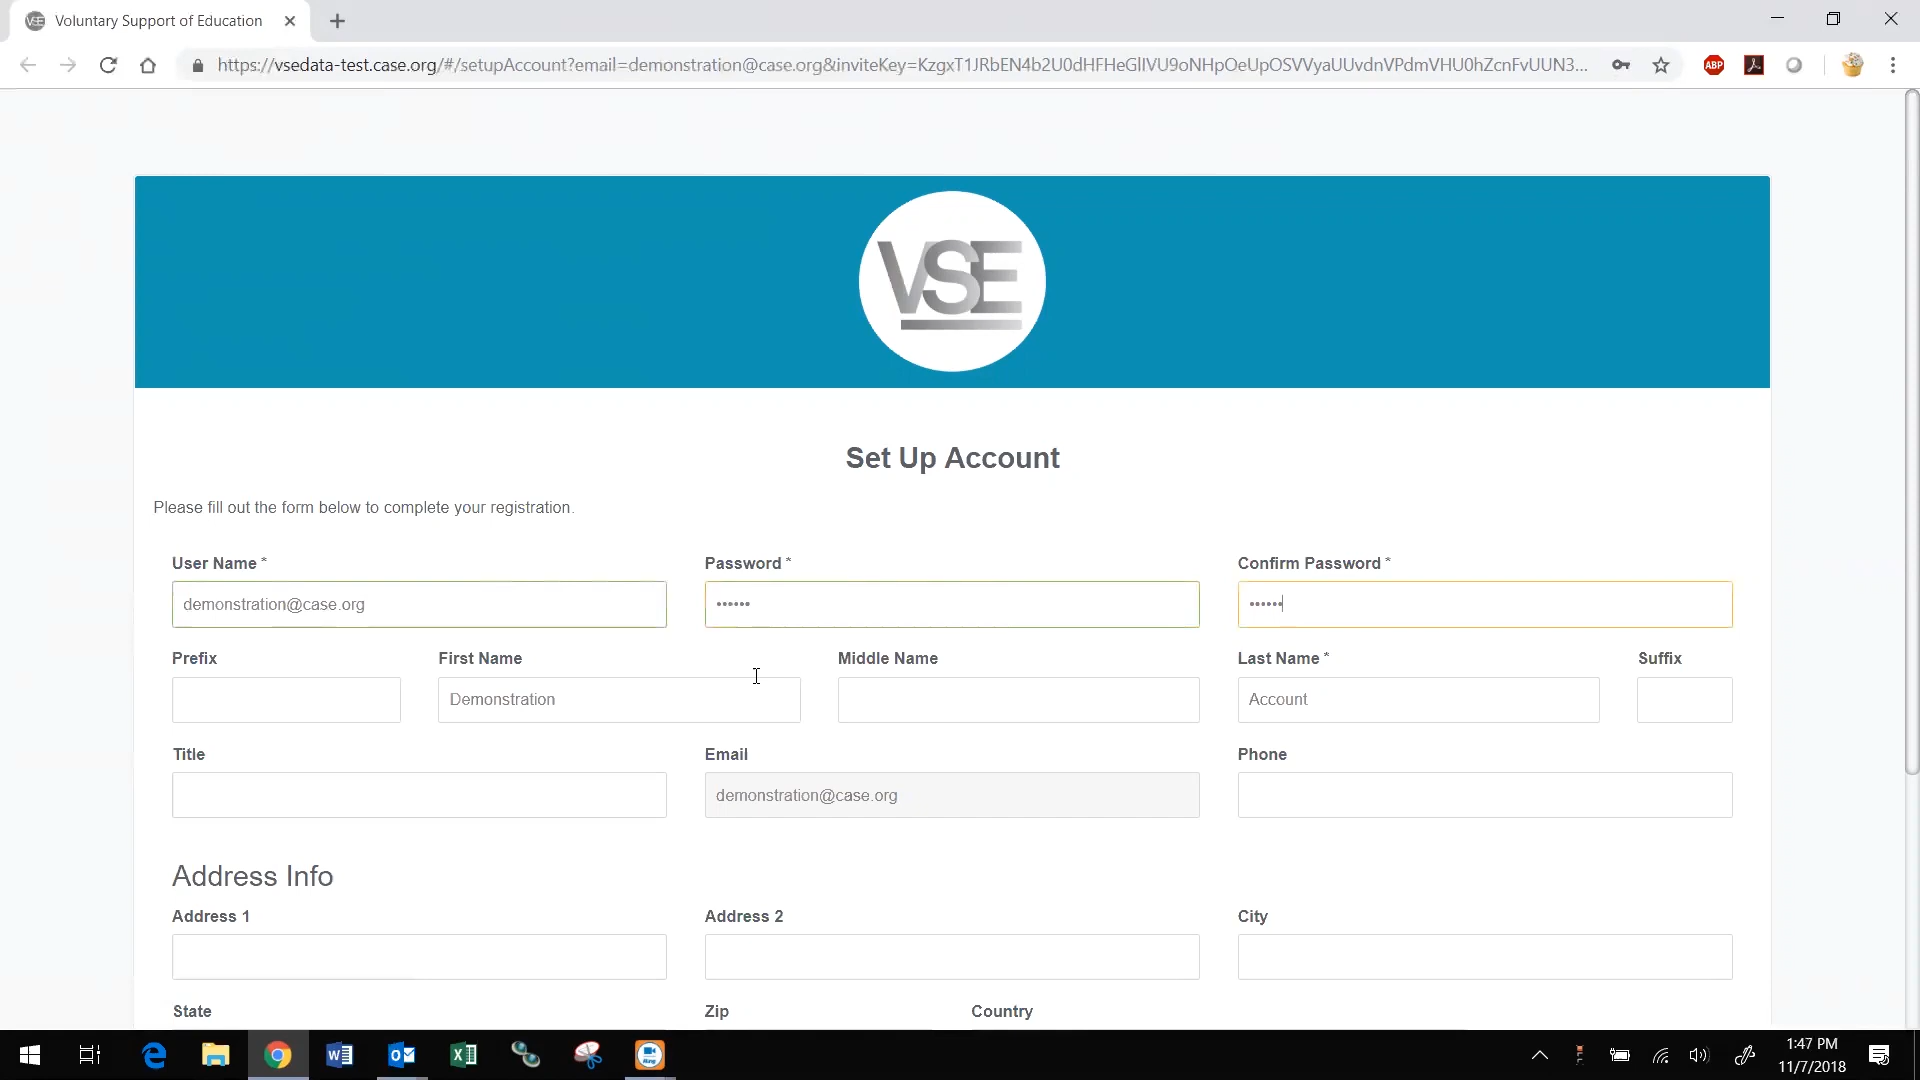 Voluntary Support of Education
https://vsedata-test.case.org/#/setupAccount?email=demonstration@case.org&inviteKey=KzgxT1JRbEN4b2U0dHFHeGlIVU9oNHpOeUpOSVVyaUUvdnVPdmVHU0hZcnFvUUN3...
ABP
VSE
Set Up Account
Please fill out the form below to complete your registration.
User Name * Password * Confirm Password *
demonstration@case.org •••••• ••••••
Prefix First Name Middle Name Last Name * Suffix
Demonstration Account
Title Email Phone
demonstration@case.org
Address Info
Address 1 Address 2 City
State Zip Country
1:47 PM
11/7/2018